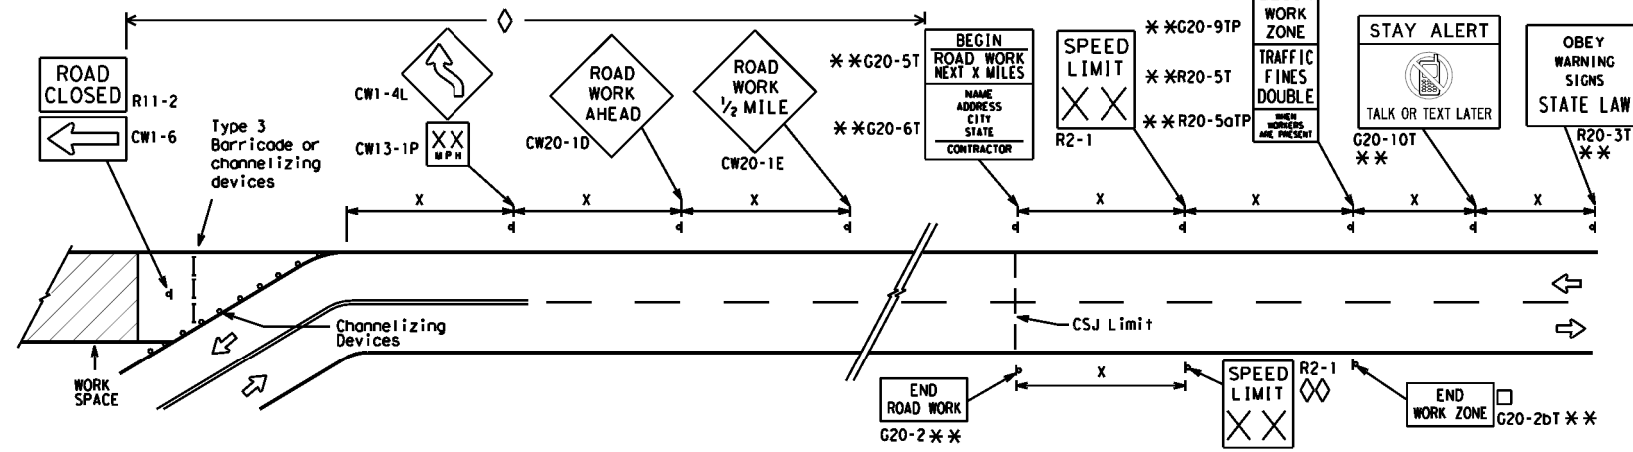 ROAD
CLOSED
R11-2
CW1-6
Type 3
Barricade or
channelizing
devices
CW1-4L
XX
MPH
CW13-1P
ROAD
WORK
AHEAD
CW20-1D
ROAD
WORK
1/2 MILE
CW20-1E
BEGIN
ROAD WORK
NEXT X MILES
NAME
ADDRESS
CITY
STATE
CONTRACTOR
* *G20-5T
* *G20-6T
SPEED
LIMIT
XX
R2-1
* *G20-9TP
* *R20-5T
* *R20-5aTP
WORK
ZONE
TRAFFIC
FINES
DOUBLE
WHEN
WORKERS
ARE PRESENT
STAY ALERT
TALK OR TEXT LATER
G20-10T
* *
OBEY
WARNING
SIGNS
STATE LAW
R20-3T
* *
X
X
X
X
X
X
X
Channelizing
Devices
CSJ Limit
WORK
SPACE
X
END
ROAD WORK
G20-2 * *
SPEED
LIMIT
XX
R2-1
END
WORK ZONE
G20-2bT * *